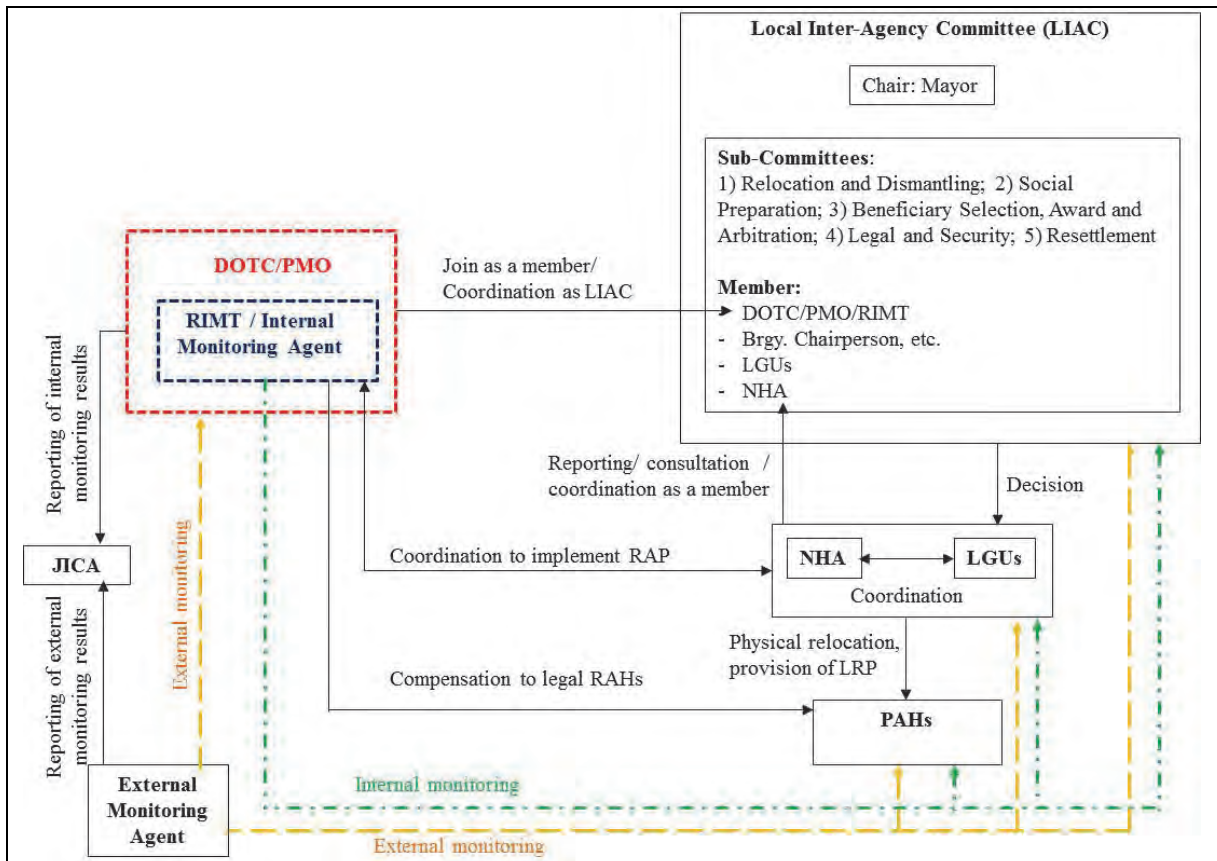 Local Inter-Agency Committee (LIAC)
Chair: Mayor
Sub-Committees:
1) Relocation and Dismantling; 2) Social
Preparation; 3) Beneficiary Selection, Award and
Arbitration; 4) Legal and Security; 5) Resettlement
Member:
- DOTC/PMO/RIMT
- Brgy. Chairperson, etc.
- LGUs
- NHA
DOTC/PMO
RIMT / Internal
Monitoring Agent
Join as a member/
Coordination as LIAC
Reporting of internal
monitoring results
Reporting/ consultation /
coordination as a member
Decision
JICA
External monitoring
Coordination to implement RAP
NHA
LGUs
Coordination
Reporting of external
monitoring results
Physical relocation,
provision of LRP
Compensation to legal RAHs
PAHs
External
Monitoring
Agent
Internal monitoring
External monitoring